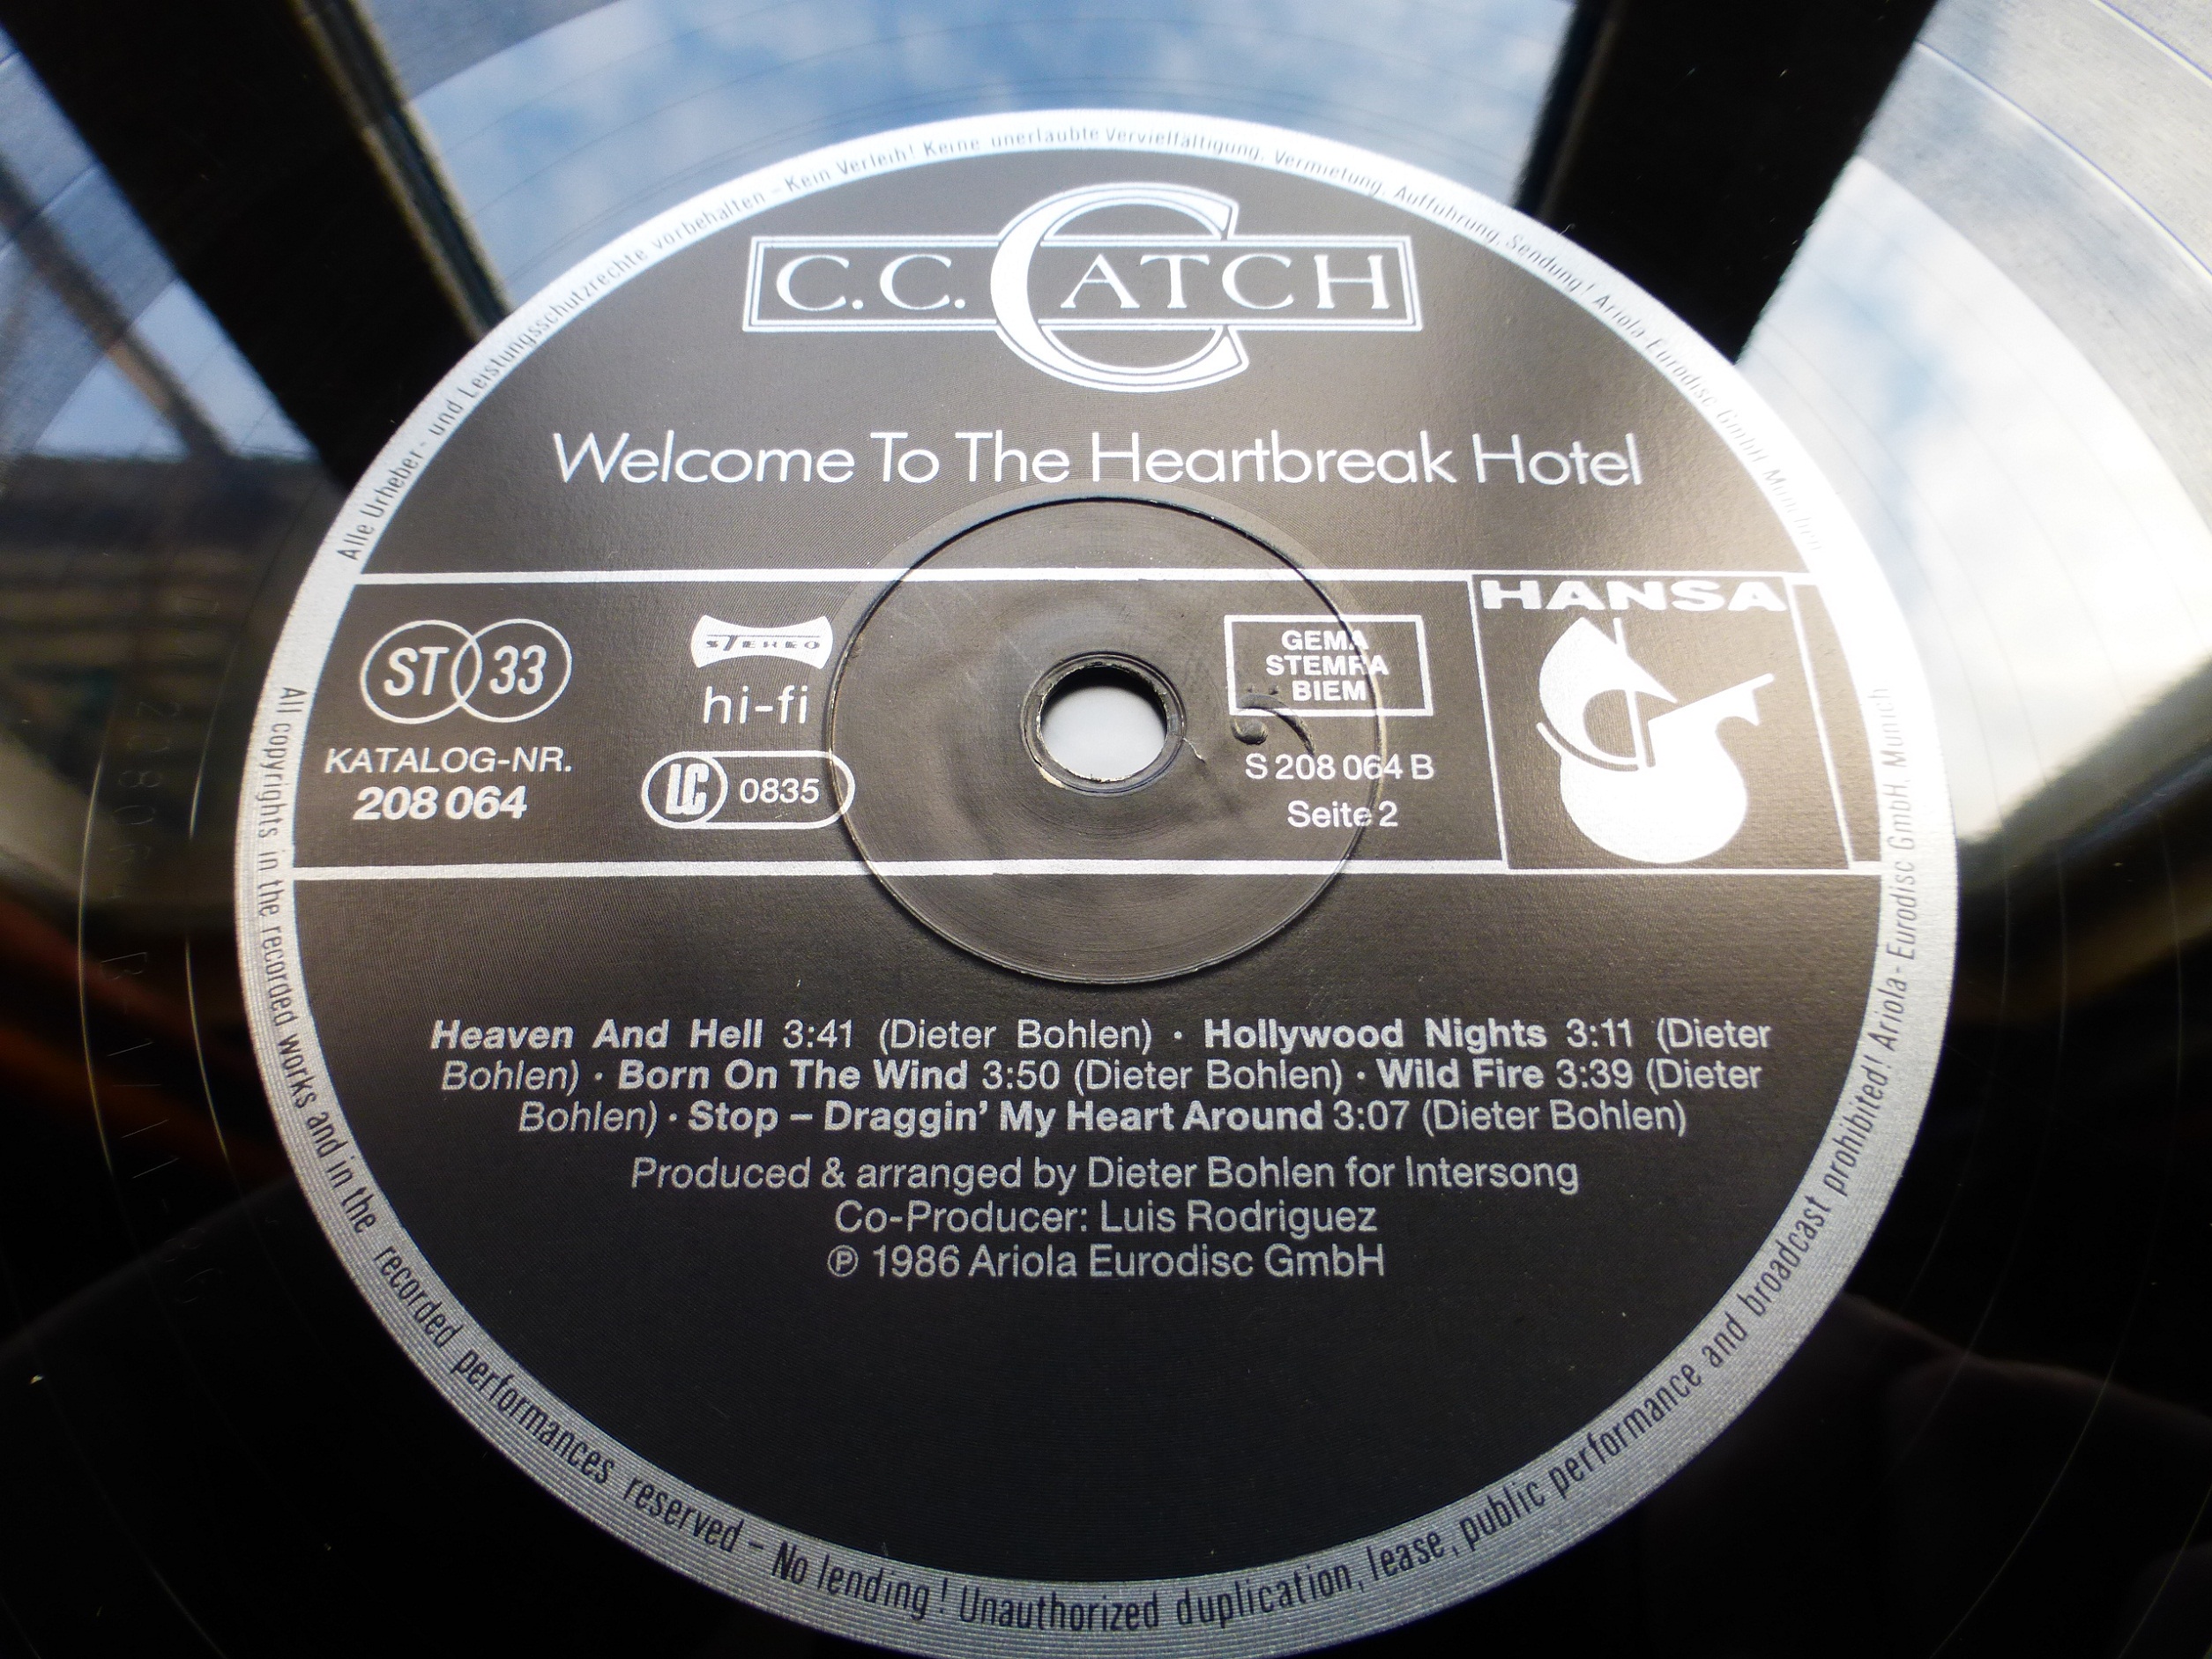 Alle Urheber- und Leistungsschutzrechte vorbehalten – Kein Verleih! Keine unerlaubte Vervielfältigung, Vermietung, Aufführung, Sendung! Ariola-Eurodisc GmbH München
C.C. CATCH
Welcome To The Heartbreak Hotel
HANSA
ST 33
STEREO
hi-fi
GEMA
STEMRA
BIEM
KATALOG-NR.
208 064
LC 0835
S 208 064 B
Seite 2
Heaven And Hell 3:41 (Dieter Bohlen) · Hollywood Nights 3:11 (Dieter
Bohlen) · Born On The Wind 3:50 (Dieter Bohlen) · Wild Fire 3:39 (Dieter
Bohlen) · Stop – Draggin' My Heart Around 3:07 (Dieter Bohlen)
Produced & arranged by Dieter Bohlen for Intersong
Co-Producer: Luis Rodriguez
℗ 1986 Ariola Eurodisc GmbH
All copyrights in the recorded works and in the recorded performances reserved – No lending! Unauthorized duplication, lease, public performance and broadcast prohibited! Ariola-Eurodisc GmbH, Munich